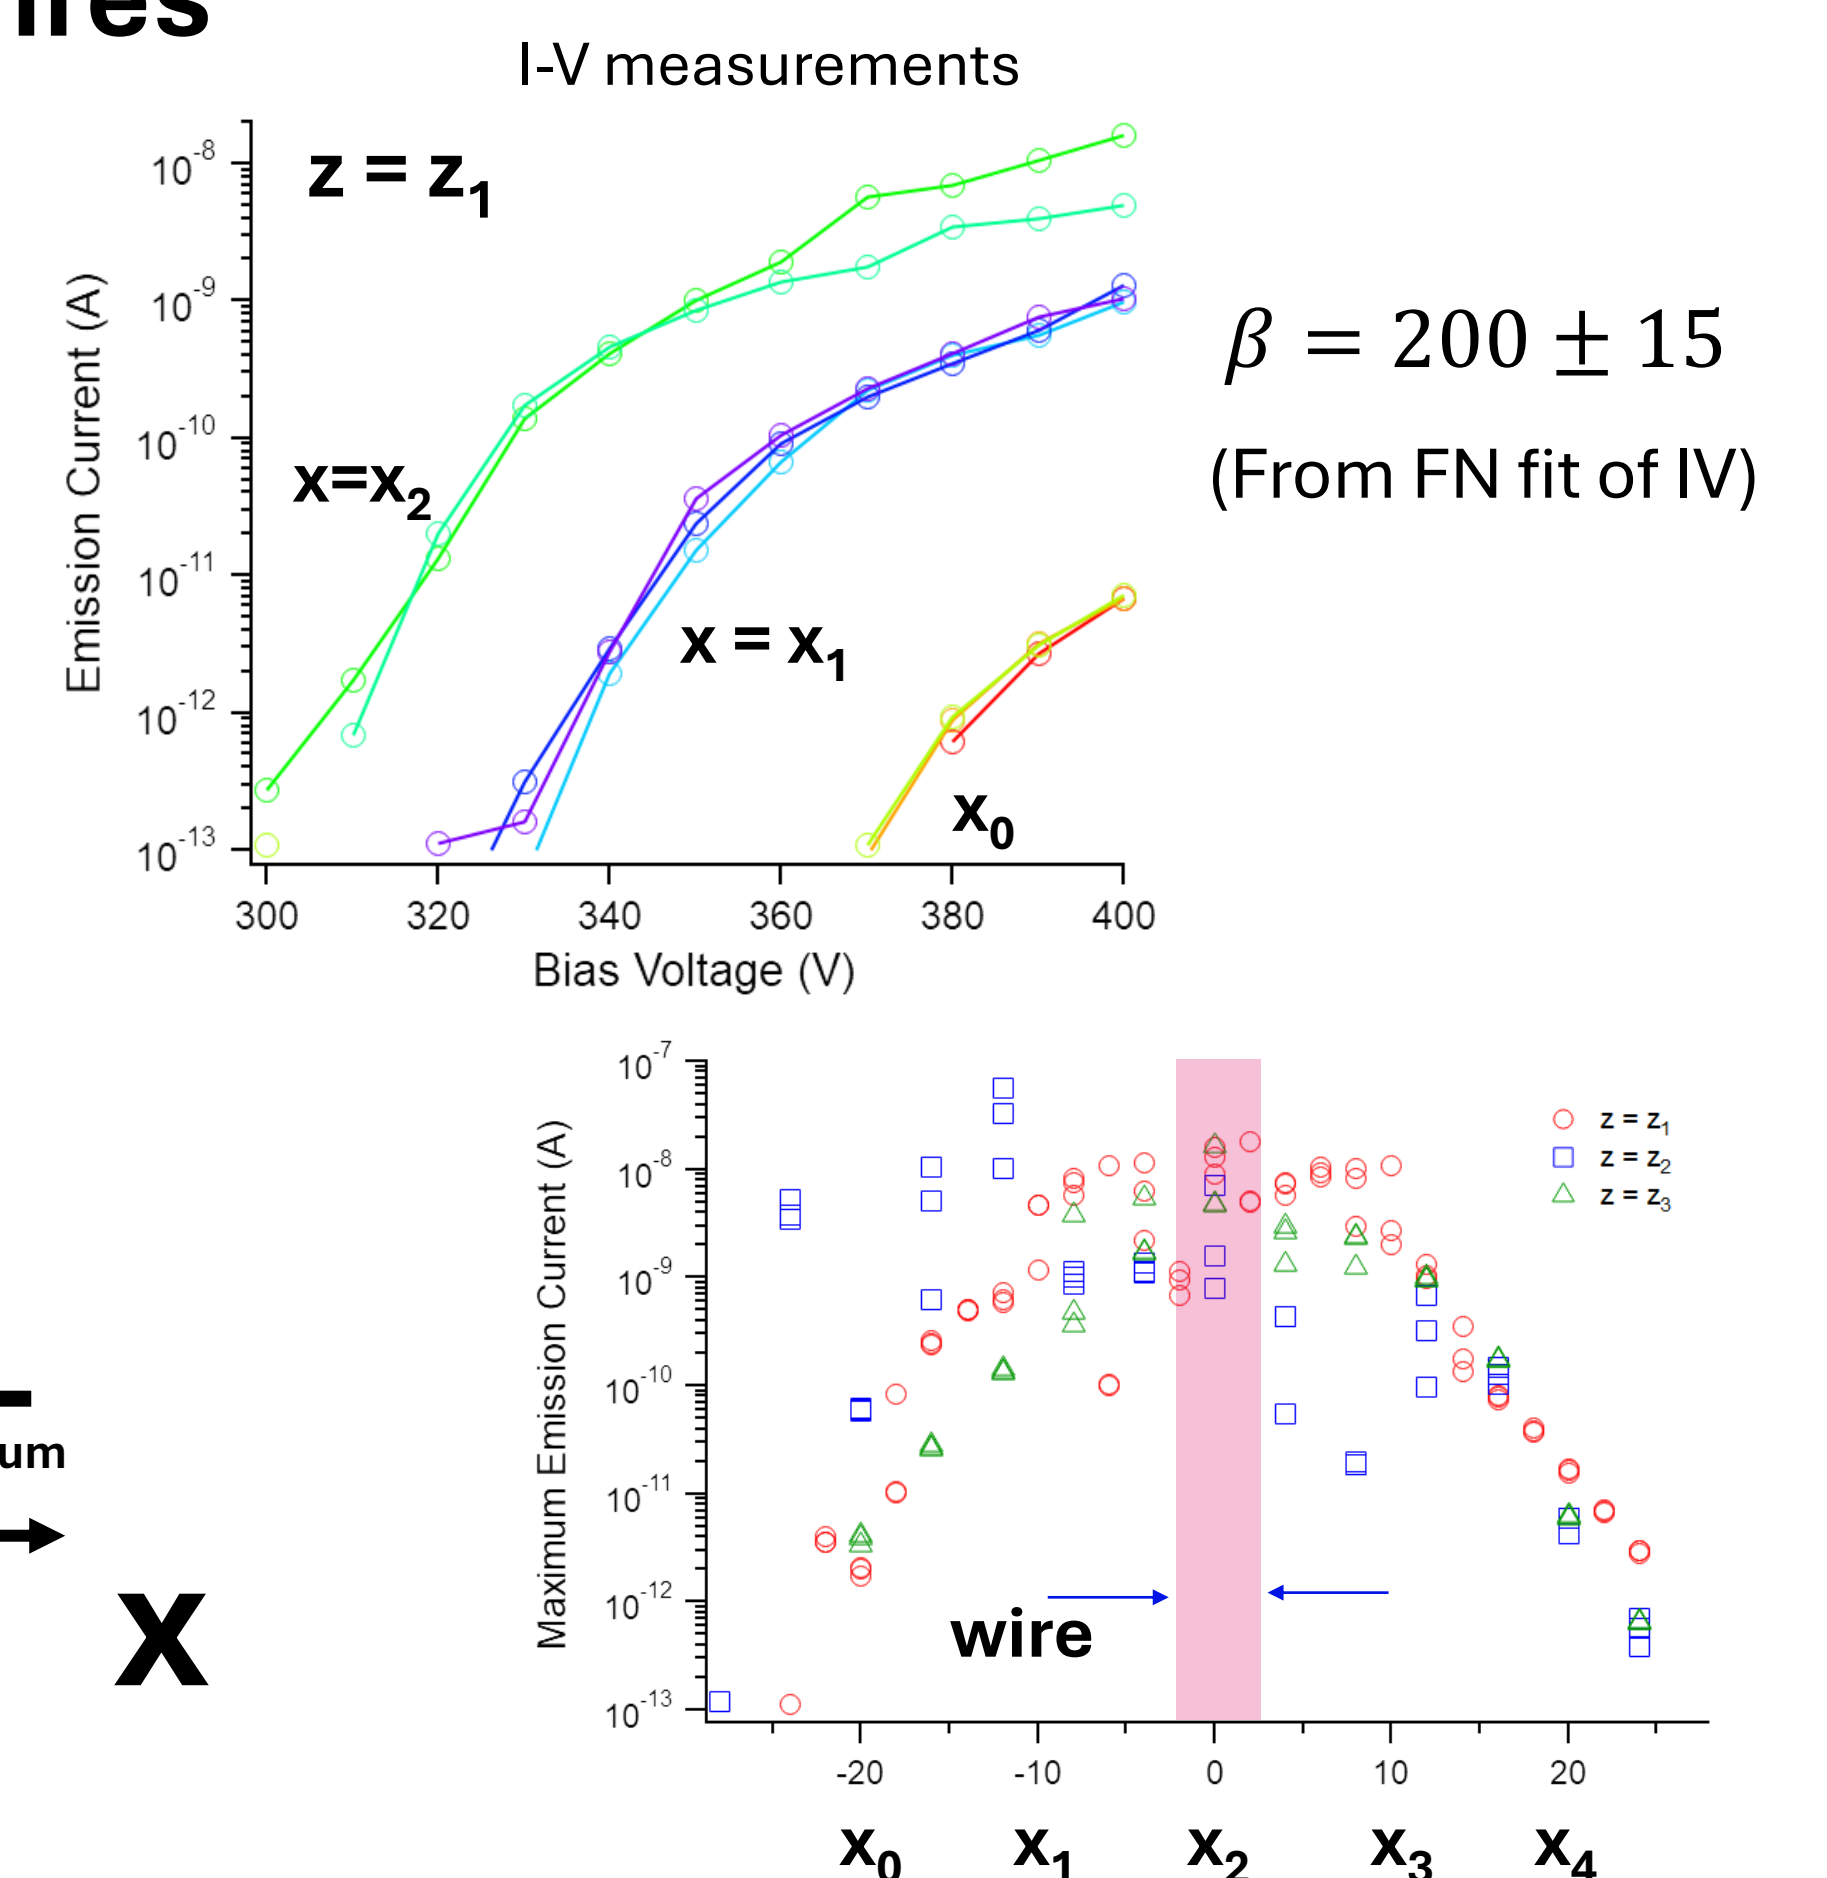 I-V measurements
z = z₁
x=x₂
x = x₁
x₀
10⁻⁸
10⁻⁹
10⁻¹⁰
10⁻¹¹
10⁻¹²
10⁻¹³
Emission Current (A)
300 320 340 360 380 400
Bias Voltage (V)
β = 200 ± 15
(From FN fit of IV)
10⁻⁷
10⁻⁸
10⁻⁹
10⁻¹⁰
10⁻¹¹
10⁻¹²
10⁻¹³
Maximum Emission Current (A)
z = z₁
z = z₂
z = z₃
wire
-20 -10 0 10 20
x₀ x₁ x₂ x₃ x₄
um
X